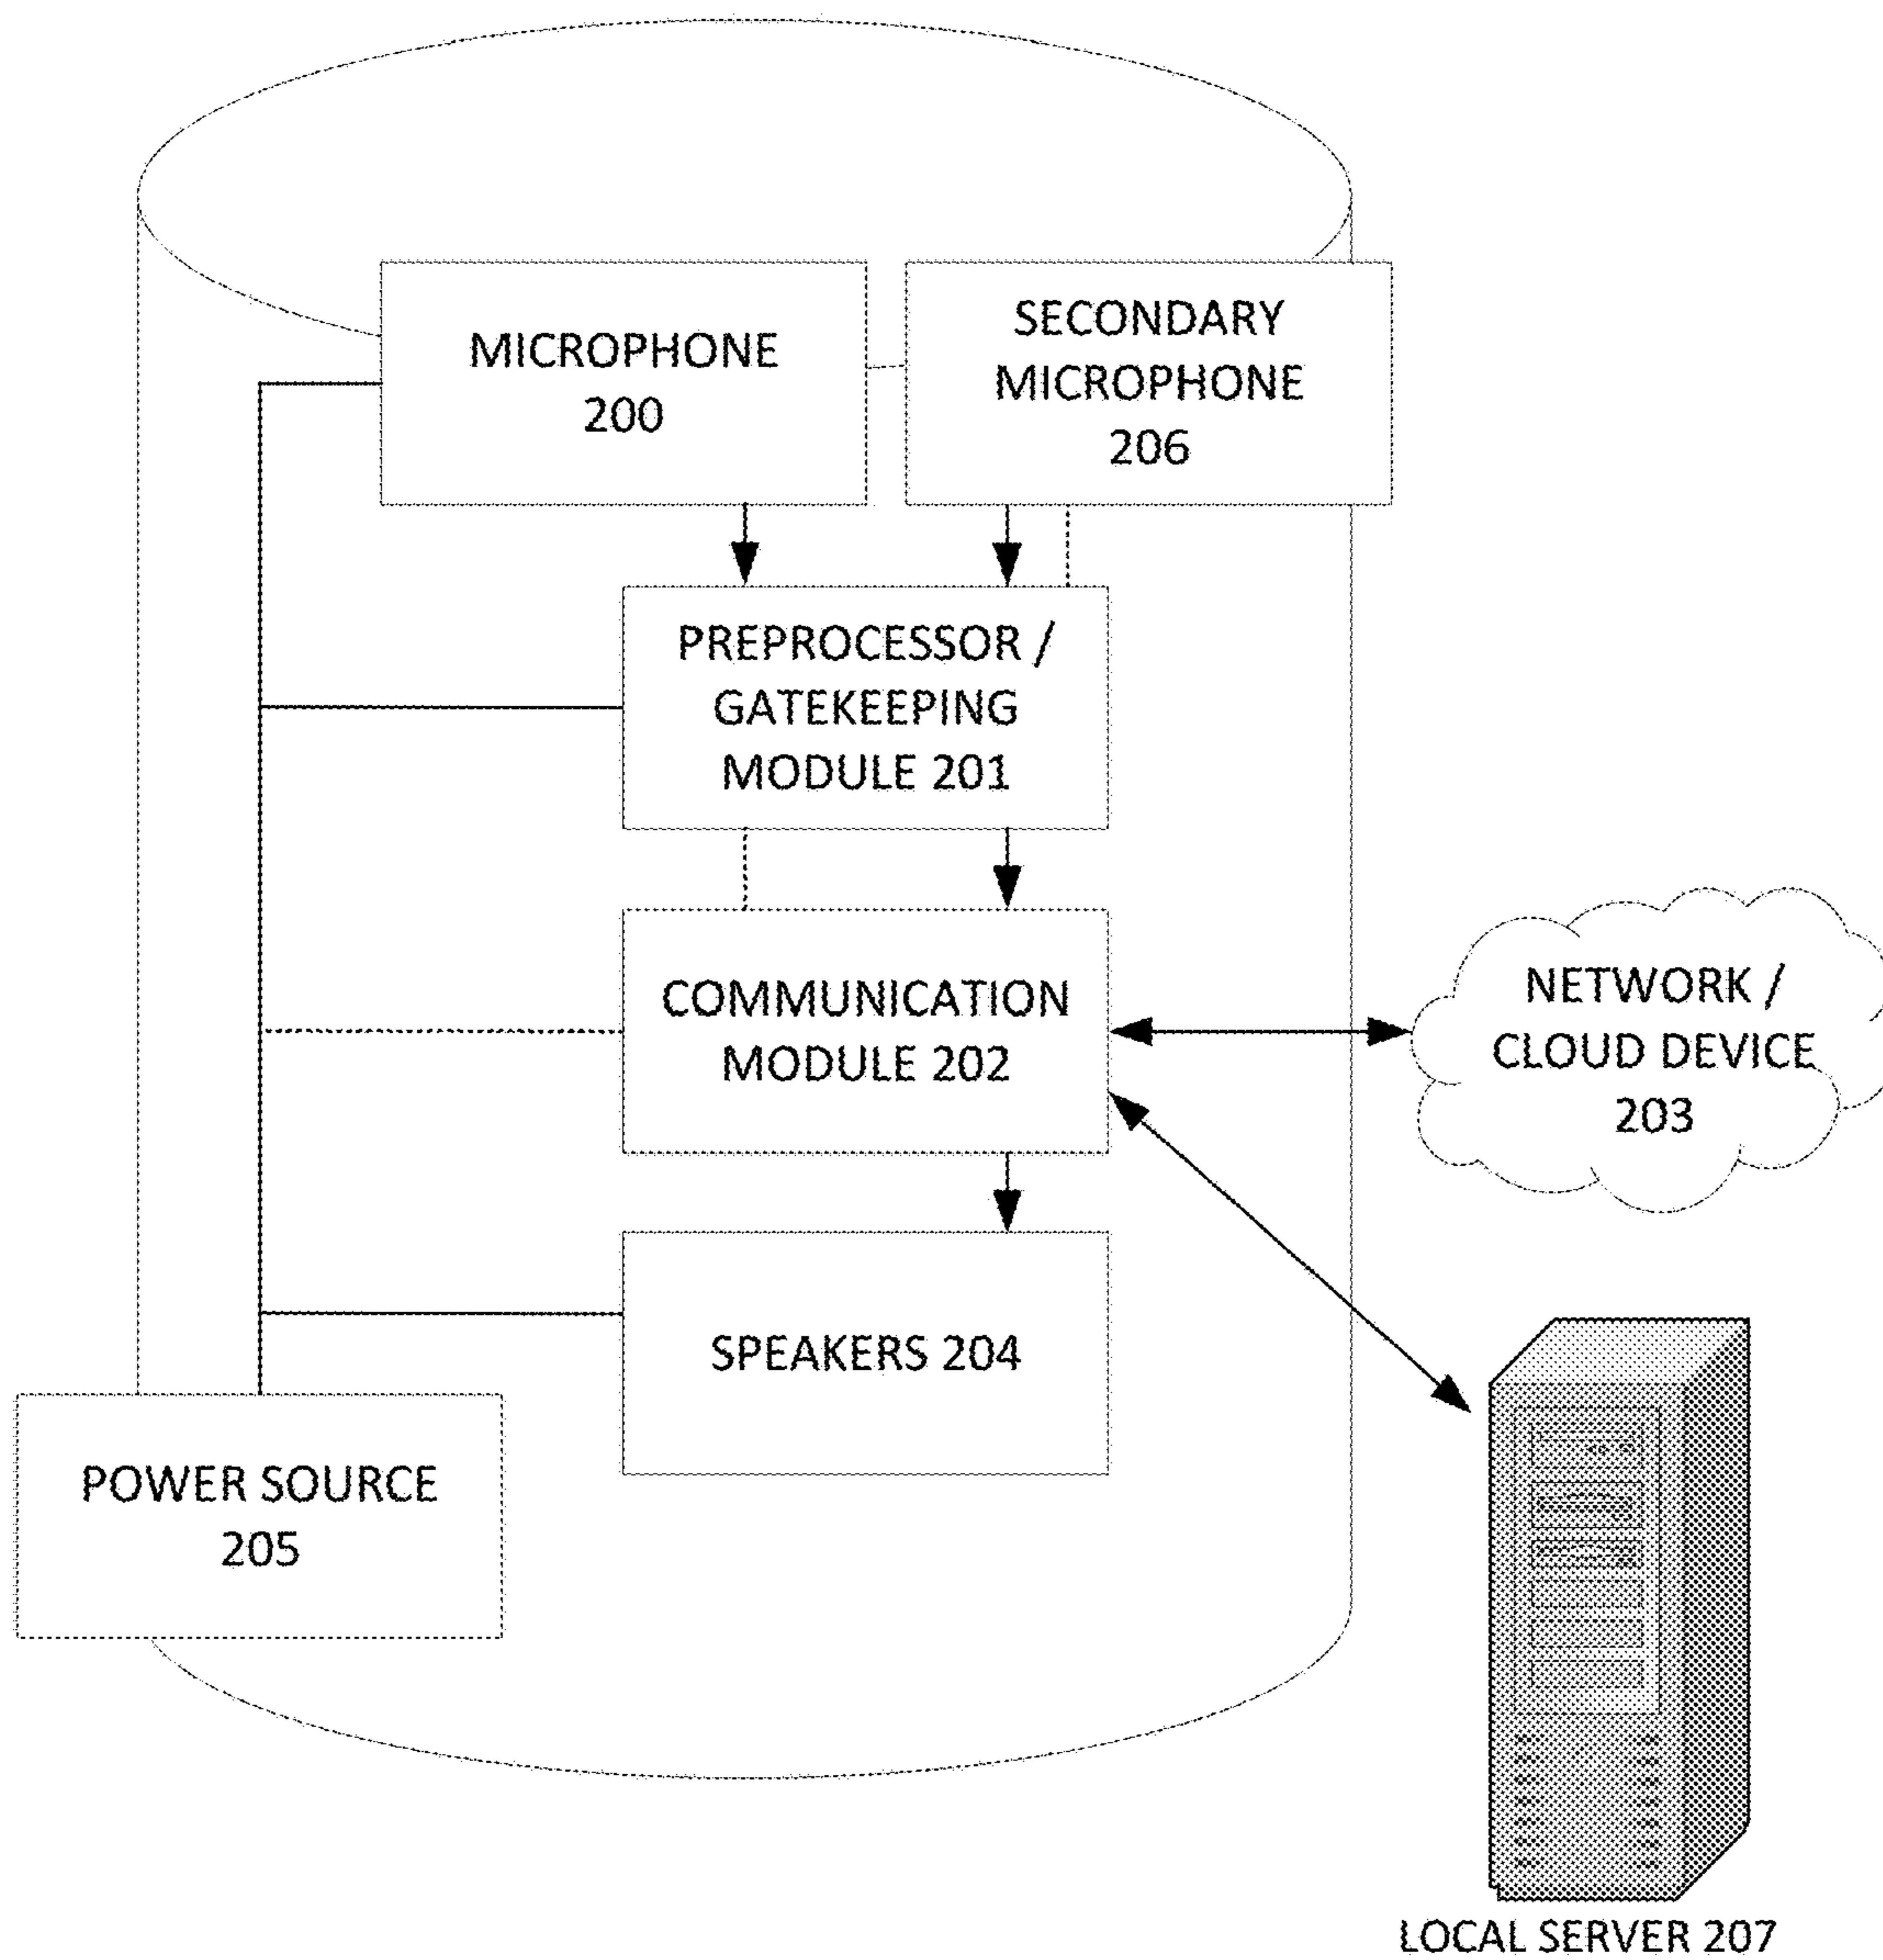 MICROPHONE
200
SECONDARY
MICROPHONE
206
PREPROCESSOR /
GATEKEEPING
MODULE 201
COMMUNICATION
MODULE 202
NETWORK /
CLOUD DEVICE
203
SPEAKERS 204
POWER SOURCE
205
LOCAL SERVER 207